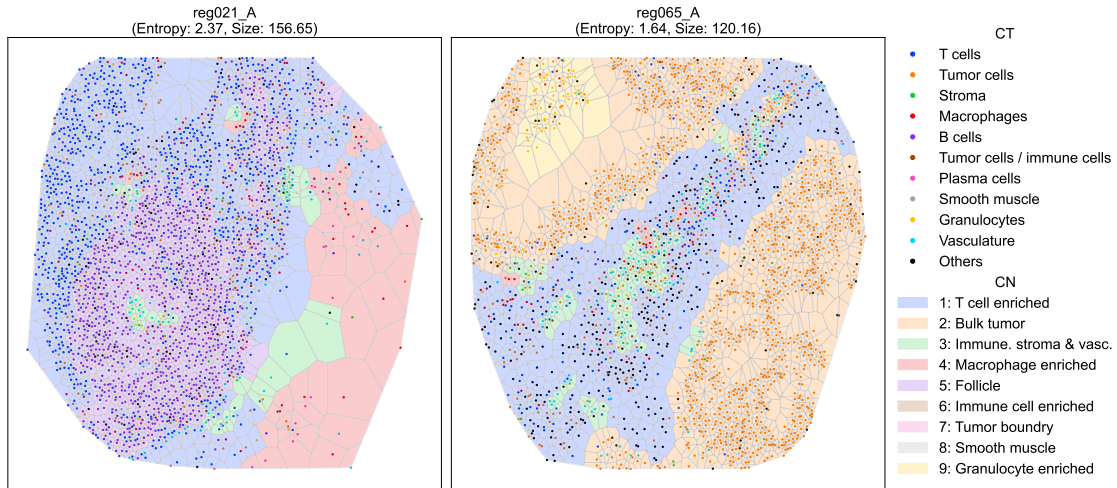 reg021_A
(Entropy: 2.37, Size: 156.65)
reg065_A
(Entropy: 1.64, Size: 120.16)
CT
T cells
Tumor cells
Stroma
Macrophages
B cells
Tumor cells / immune cells
Plasma cells
Smooth muscle
Granulocytes
Vasculature
Others
CN
1: T cell enriched
2: Bulk tumor
3: Immune. stroma & vasc.
4: Macrophage enriched
5: Follicle
6: Immune cell enriched
7: Tumor boundry
8: Smooth muscle
9: Granulocyte enriched